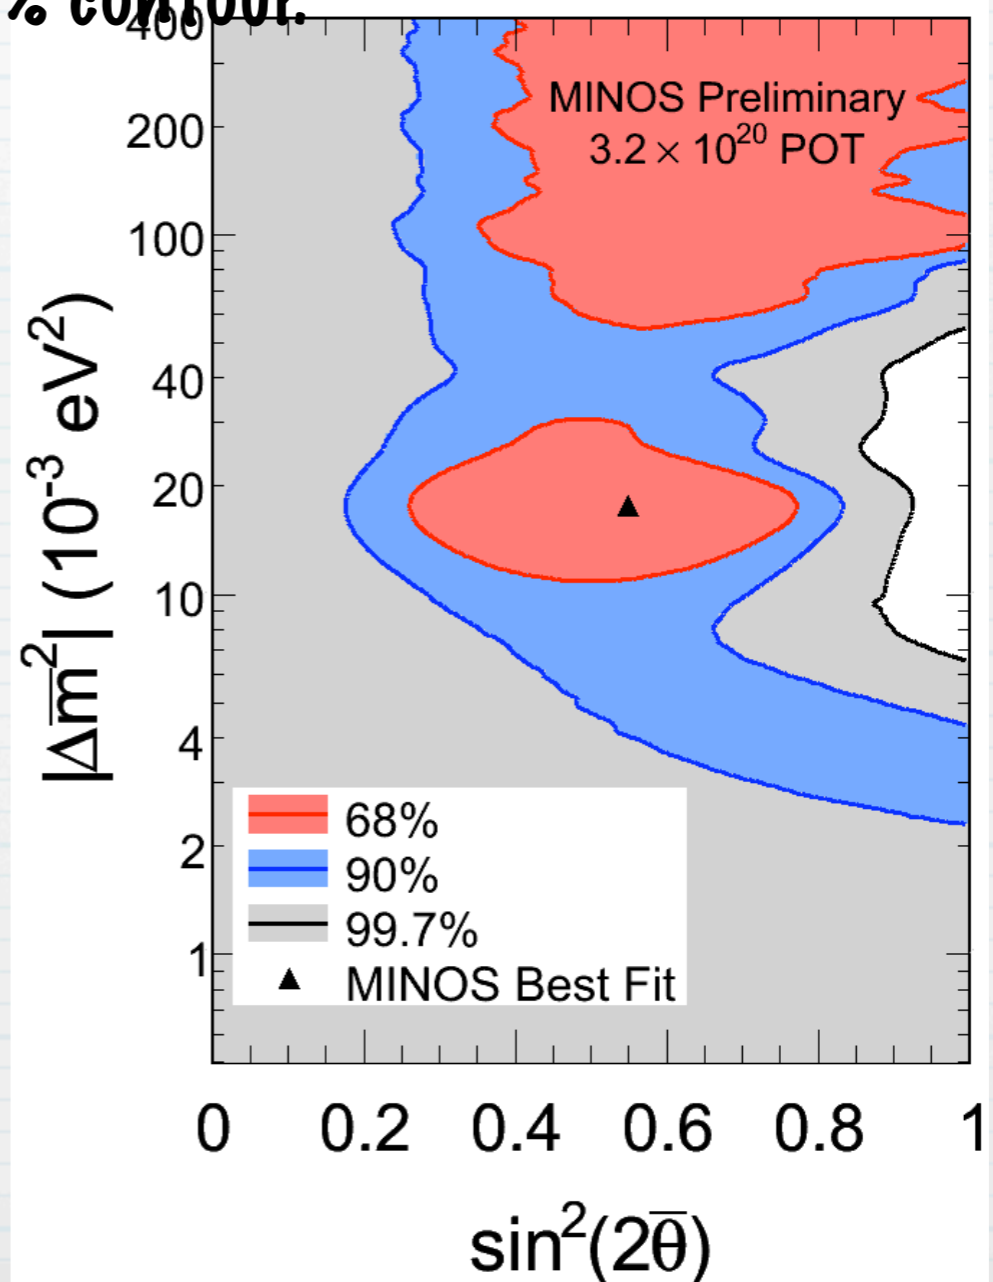 % contour.
400
MINOS Preliminary
3.2 × 10²⁰ POT
200
100
40
20
10
4
2
1
|Δm̅²| (10⁻³ eV²)
68%
90%
99.7%
MINOS Best Fit
0 0.2 0.4 0.6 0.8 1
sin²(2θ̅)